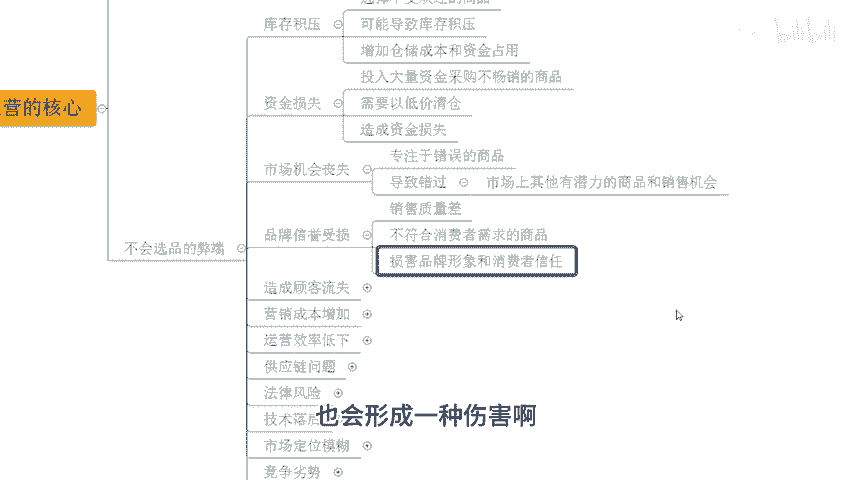 库存积压
可能导致库存积压
增加仓储成本和资金占用
投入大量资金采购不畅销的商品
营的核心
资金损失
需要以低价清仓
造成资金损失
专注于错误的商品
市场机会丧失
导致错过
市场上其他有潜力的商品和销售机会
销售质量差
品牌信誉受损
不符合消费者需求的商品
不会选品的弊端
损害品牌形象和消费者信任
造成顾客流失
营销成本增加
运营效率低下
供应链问题
法律风险
技术落后
也会形成一种伤害啊
市场定位模糊
竞争劣势
bilibili